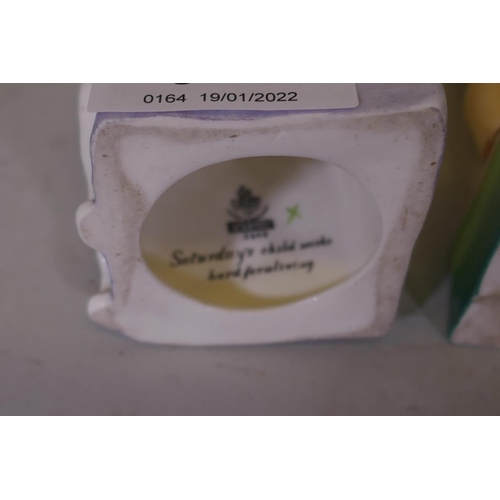 0164 19/01/2022
Saturday's child works
hard for a living